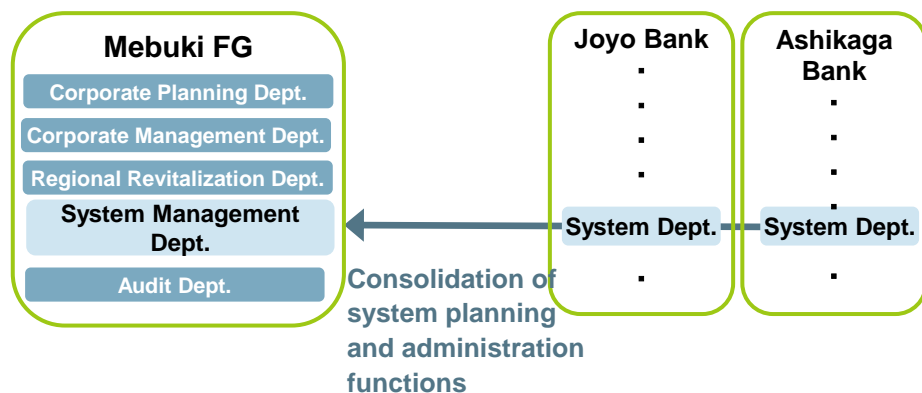 Mebuki FG
Corporate Planning Dept.
Corporate Management Dept.
Regional Revitalization Dept.
System Management
Dept.
Audit Dept.
Consolidation of
system planning
and administration
functions
Joyo Bank
System Dept.
Ashikaga
Bank
System Dept.